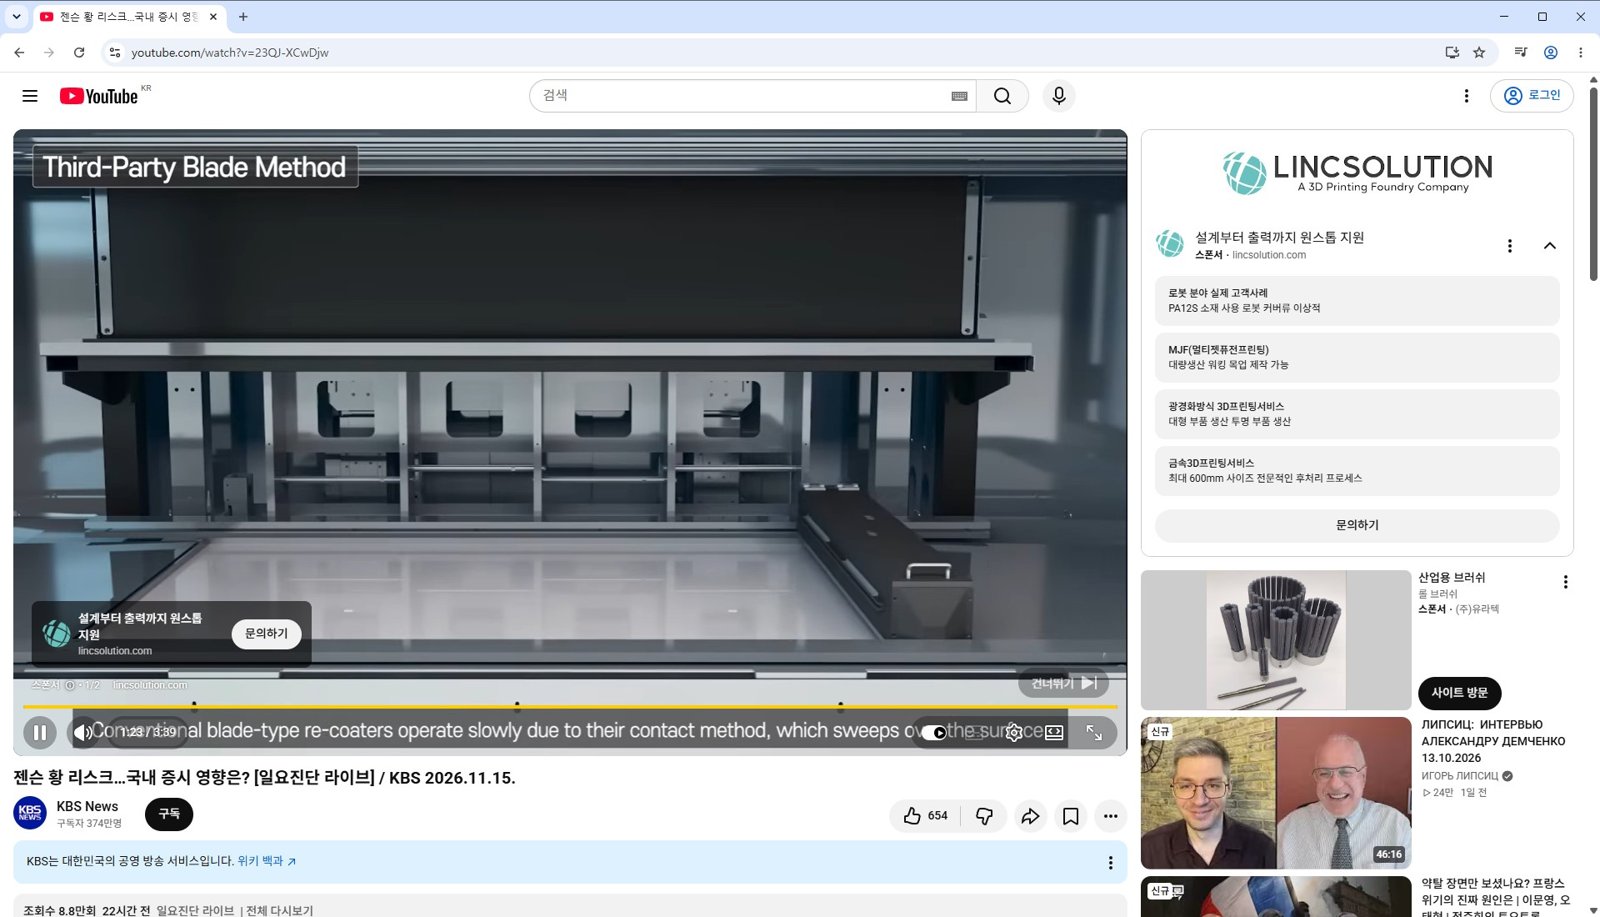 젠슨 황 리스크...국내 증시 영향
youtube.com/watch?v=23QJ-XCwDjw
YouTube KR
검색
로그인
Third-Party Blade Method
설계부터 출력까지 원스톱
지원
lincsolution.com
문의하기
스폰서 · 1/2 lincsolution.com
건너뛰기
1:23 / 3:39
Conventional blade-type re-coaters operate slowly due to their contact method, which sweeps over the surface
젠슨 황 리스크...국내 증시 영향은? [일요진단 라이브] / KBS 2026.11.15.
KBS NEWS
KBS News
구독자 374만명
구독
654
KBS는 대한민국의 공영 방송 서비스입니다. 위키 백과
조회수 8.8만회 22시간 전 일요진단 라이브 | 전체 다시보기
LINCSOLUTION
A 3D Printing Foundry Company
설계부터 출력까지 원스톱 지원
스폰서 · lincsolution.com
로봇 분야 실제 고객사례
PA12S 소재 사용 로봇 커버류 이상적
MJF(멀티젯퓨전프린팅)
대량생산 워킹 목업 제작 가능
광경화방식 3D프린팅서비스
대형 부품 생산 투명 부품 생산
금속3D프린팅서비스
최대 600mm 사이즈 전문적인 후처리 프로세스
문의하기
산업용 브러쉬
롤 브러쉬
스폰서 · (주)유라텍
사이트 방문
신규
46:16
ЛИПСИЦ: ИНТЕРВЬЮ
АЛЕКСАНДРУ ДЕМЧЕНКО
13.10.2026
ИГОРЬ ЛИПСИЦ
24만 1일 전
신규
약탈 장면만 보셨나요? 프랑스
위기의 진짜 원인은 | 이문영, 오